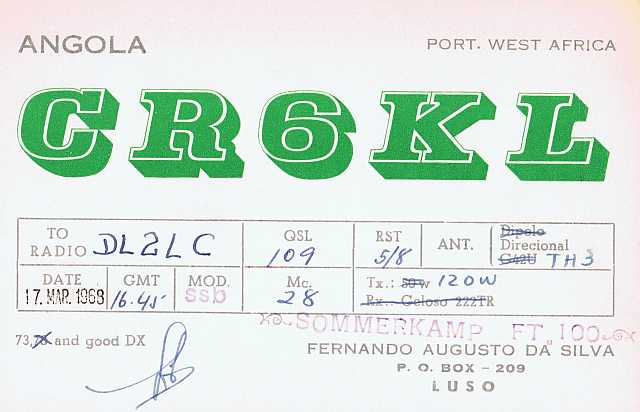 ANGOLA PORT. WEST AFRICA
CR6KL
TO RADIO DL2LC QSL 109 RST 5/8 ANT. Dipolo Direcional G42U TH3
DATE 17. MAR. 1968 GMT 16.45 MOD. SSb Mc. 28 Tx.: 50w 120W
Rx.- Geloso 222TR
SOMMERKAMP FT 100
73, and good DX
FERNANDO AUGUSTO DA SILVA
P. O. BOX - 209
LUSO